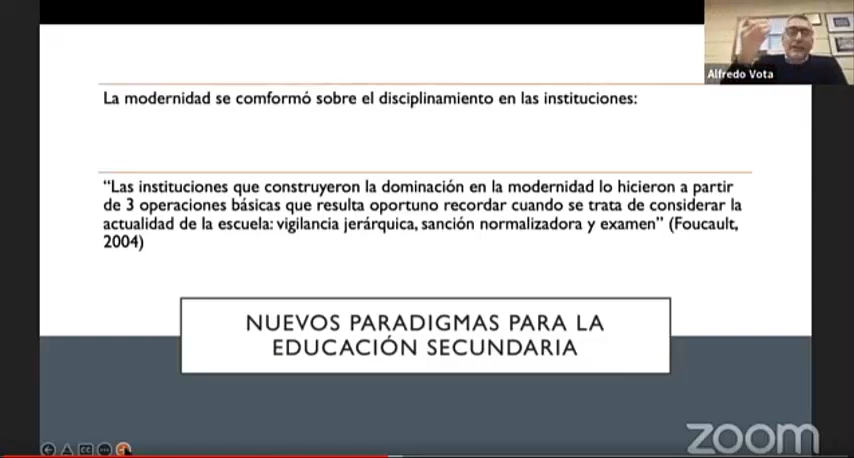 Alfredo Vota
La modernidad se comformó sobre el disciplinamiento en las instituciones:
“Las instituciones que construyeron la dominación en la modernidad lo hicieron a partir
de 3 operaciones básicas que resulta oportuno recordar cuando se trata de considerar la
actualidad de la escuela: vigilancia jerárquica, sanción normalizadora y examen” (Foucault,
2004)
NUEVOS PARADIGMAS PARA LA
EDUCACIÓN SECUNDARIA
zoom